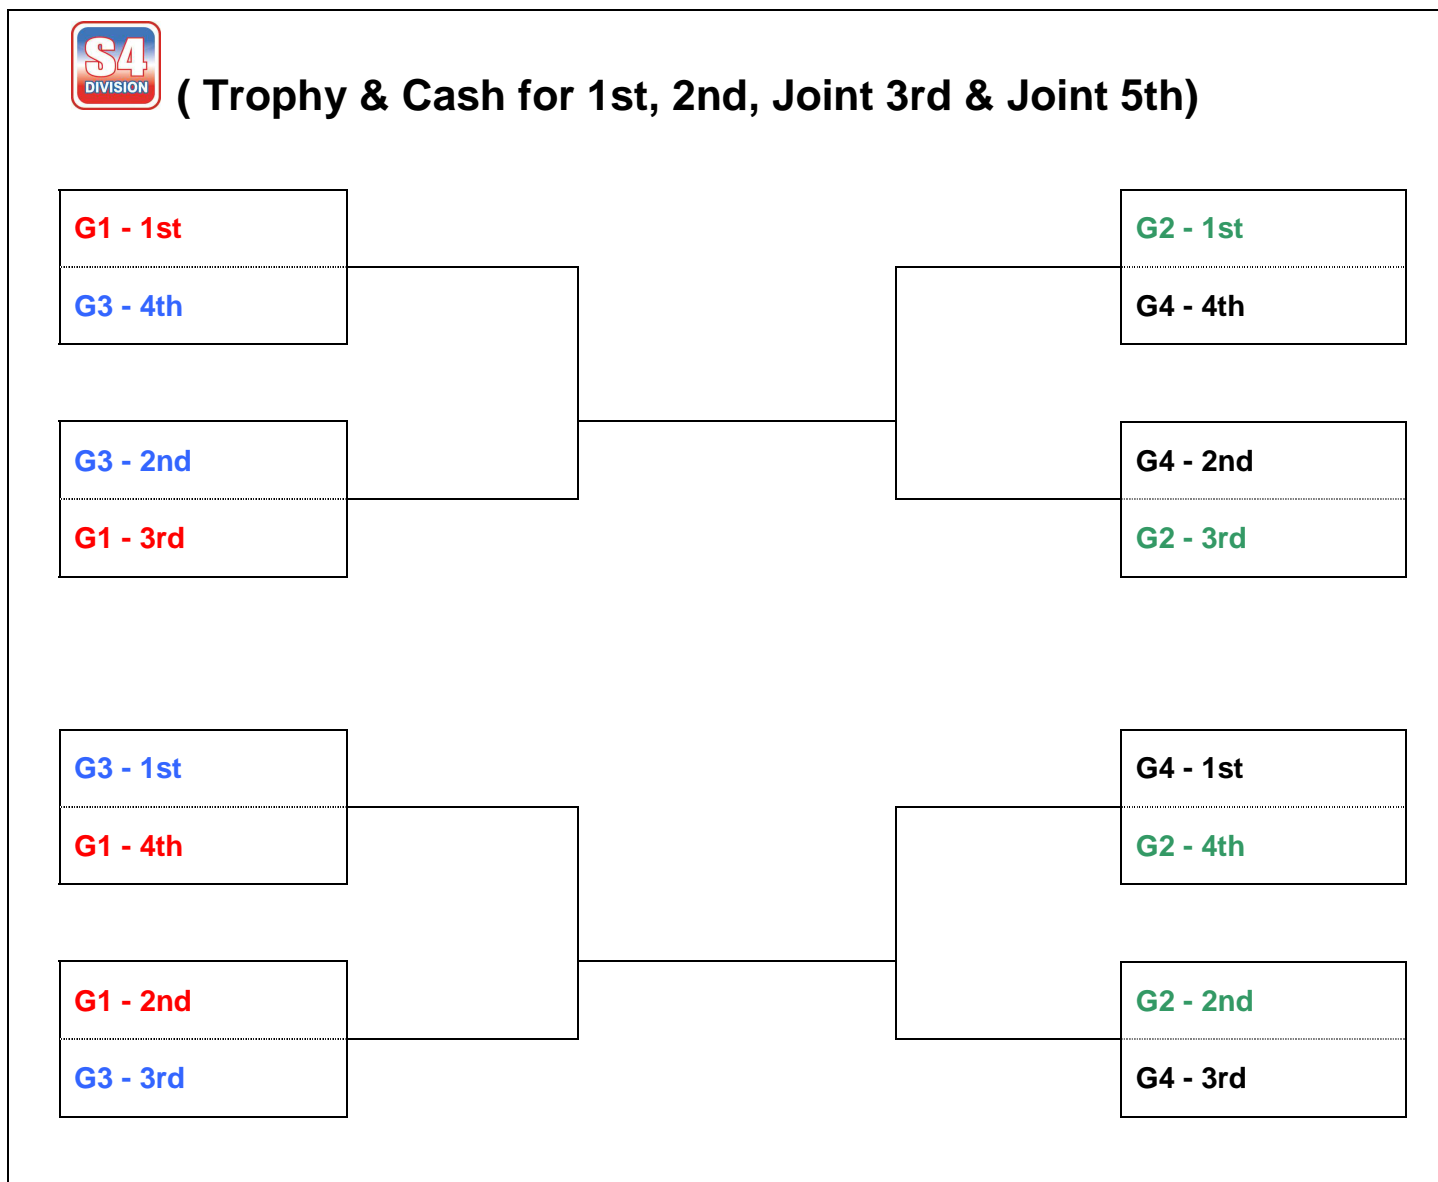 S4
DIVISION
( Trophy & Cash for 1st, 2nd, Joint 3rd & Joint 5th)
G1 - 1st
G3 - 4th
G3 - 2nd
G1 - 3rd
G2 - 1st
G4 - 4th
G4 - 2nd
G2 - 3rd
G3 - 1st
G1 - 4th
G1 - 2nd
G3 - 3rd
G4 - 1st
G2 - 4th
G2 - 2nd
G4 - 3rd